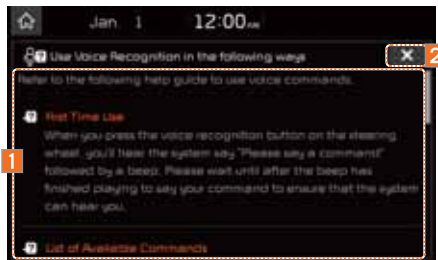 Jan. 1 12:00 AM
Use Voice Recognition in the following ways
2
Refer to the following help guide to use voice commands.
First Time Use
When you press the voice recognition button on the steering
wheel, you'll hear the system say "Please say a command"
followed by a beep. Please wait until after the beep has
1
finished playing to say your command to ensure that the system
can hear you.
List of Available Commands